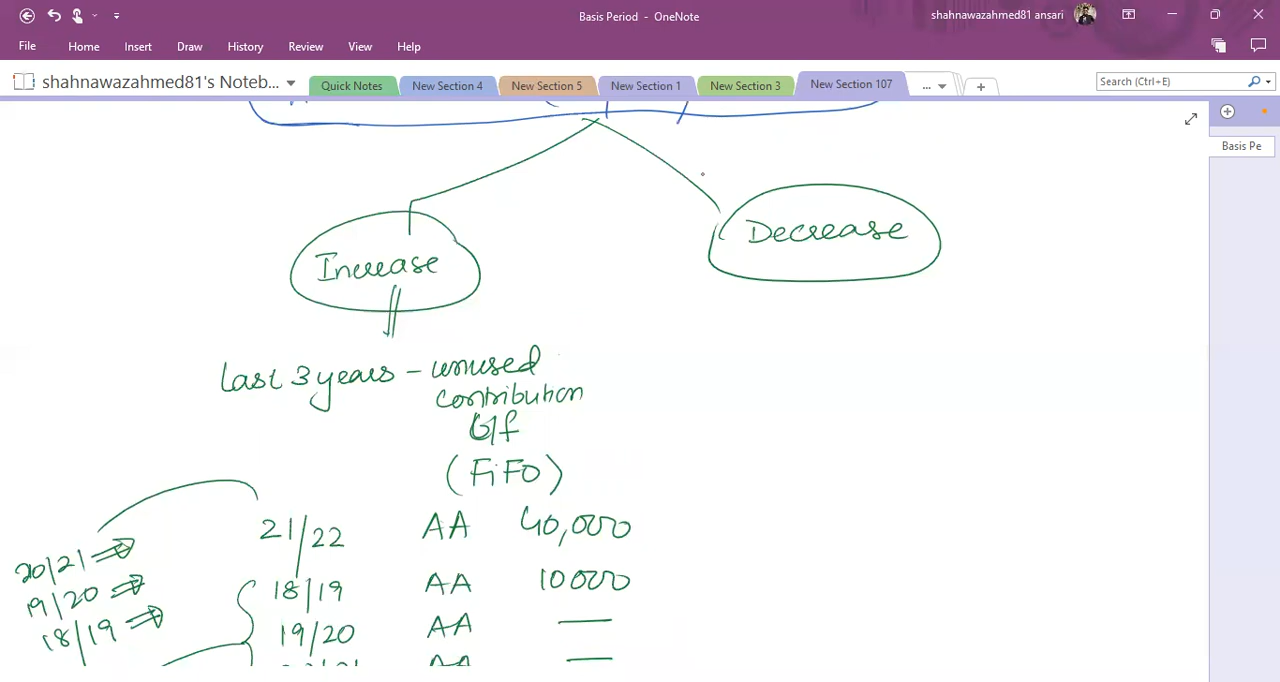 Basis Period - OneNote
shahnawazahmed81 ansari
File Home Insert Draw History Review View Help
shahnawazahmed81's Noteb...
Quick Notes
New Section 4
New Section 5
New Section 1
New Section 3
New Section 107
...
Search (Ctrl+E)
Basis Pe
Increase
Decrease
last 3 years - unused
contribution
b/f
(FiFO)
21/22 AA 40,000
20/21
18/19 AA 10000
19/20
19/20 AA —
18/19
AA —